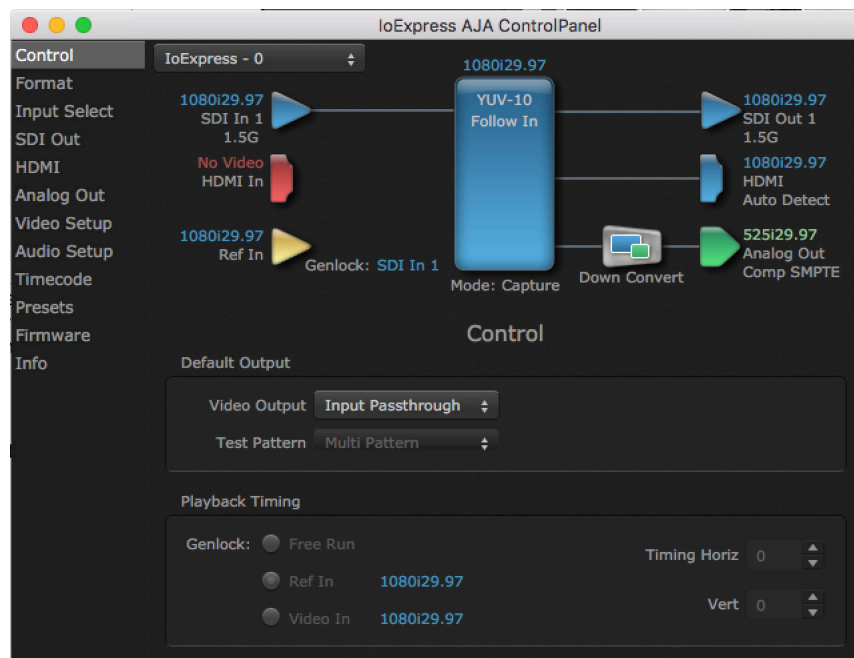 IoExpress AJA ControlPanel
Control
Format
Input Select
SDI Out
HDMI
Analog Out
Video Setup
Audio Setup
Timecode
Presets
Firmware
Info
IoExpress - 0
1080i29.97
1080i29.97
SDI In 1
1.5G
No Video
HDMI In
1080i29.97
Ref In
Genlock: SDI In 1
YUV-10
Follow In
Mode: Capture
Down Convert
1080i29.97
SDI Out 1
1.5G
1080i29.97
HDMI
Auto Detect
525i29.97
Analog Out
Comp SMPTE
Control
Default Output
Video Output Input Passthrough
Test Pattern Multi Pattern
Playback Timing
Genlock: Free Run
Ref In 1080i29.97
Video In 1080i29.97
Timing Horiz 0
Vert 0